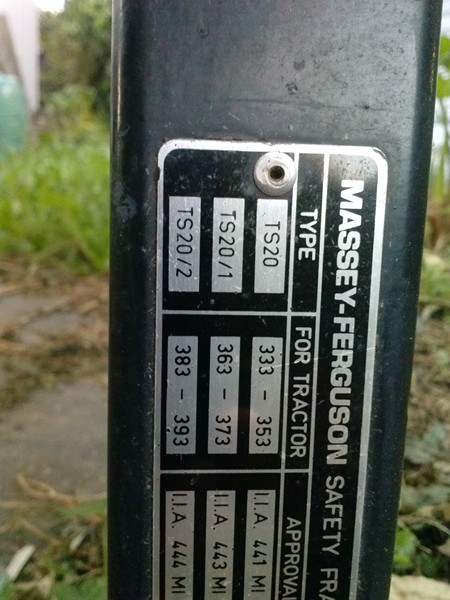 MASSEY-FERGUSON SAFETY FRA
TYPE FOR TRACTOR APPROVAL
TS20 333 - 353 I.I.A. 441 MI
TS20/1 363 - 373 I.I.A. 443 MI
TS20/2 383 - 393 I.I.A. 444 MI